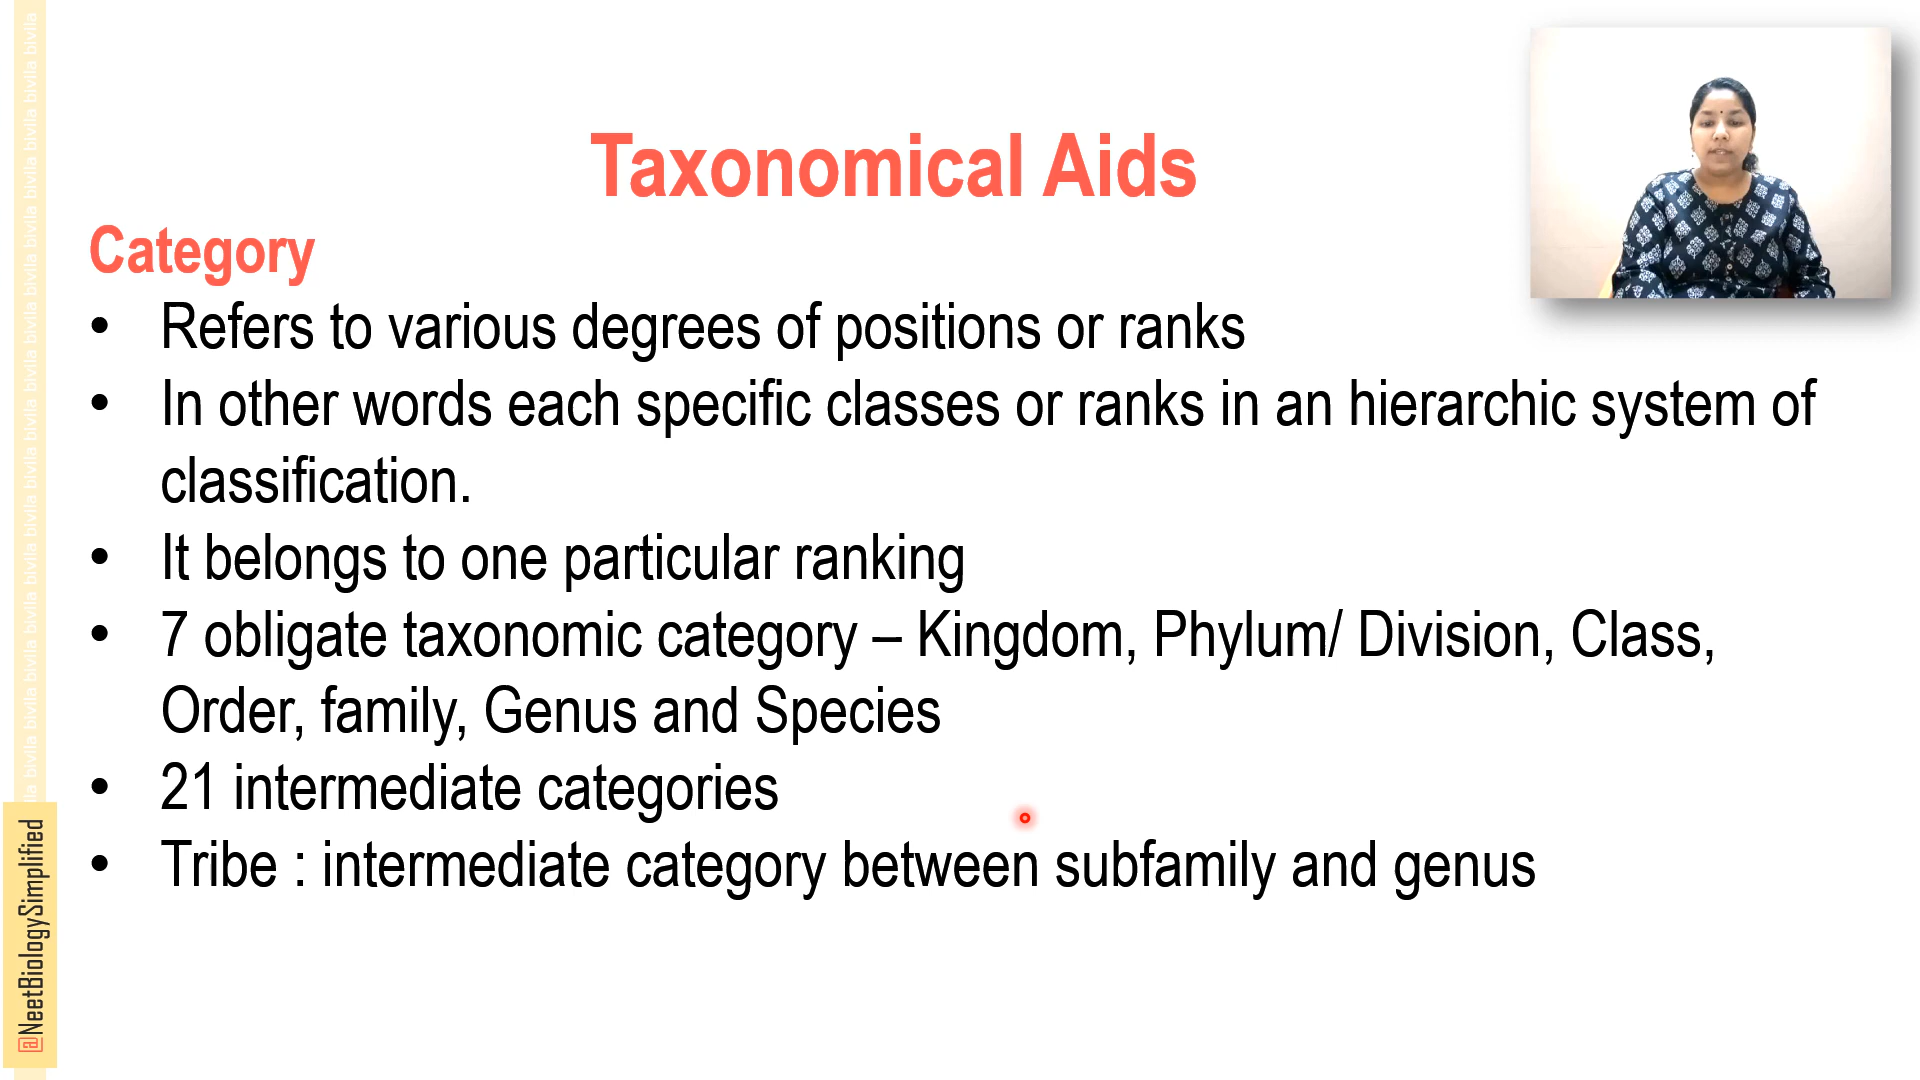 Taxonomical Aids
Category
• Refers to various degrees of positions or ranks
• In other words each specific classes or ranks in an hierarchic system of
classification.
• It belongs to one particular ranking
• 7 obligate taxonomic category – Kingdom, Phylum/ Division, Class,
Order, family, Genus and Species
• 21 intermediate categories
• Tribe : intermediate category between subfamily and genus
@NeetBiologySimplified